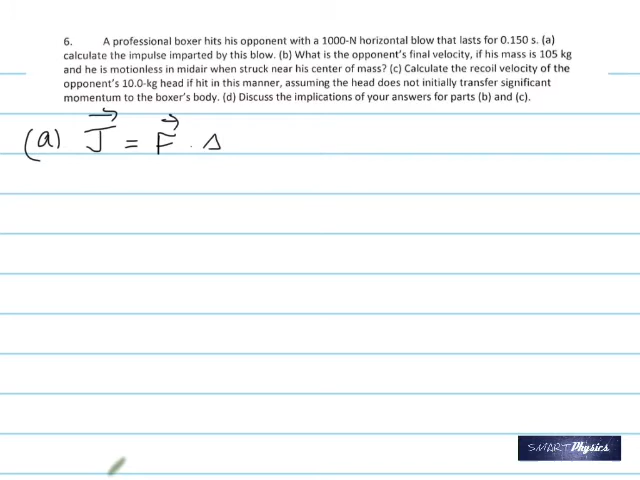 6. A professional boxer hits his opponent with a 1000-N horizontal blow that lasts for 0.150 s. (a)
calculate the impulse imparted by this blow. (b) What is the opponent's final velocity, if his mass is 105 kg
and he is motionless in midair when struck near his center of mass? (c) Calculate the recoil velocity of the
opponent's 10.0-kg head if hit in this manner, assuming the head does not initially transfer significant
momentum to the boxer's body. (d) Discuss the implications of your answers for parts (b) and (c).
(a) J⃗ = F⃗ . Δ
SMART Physics